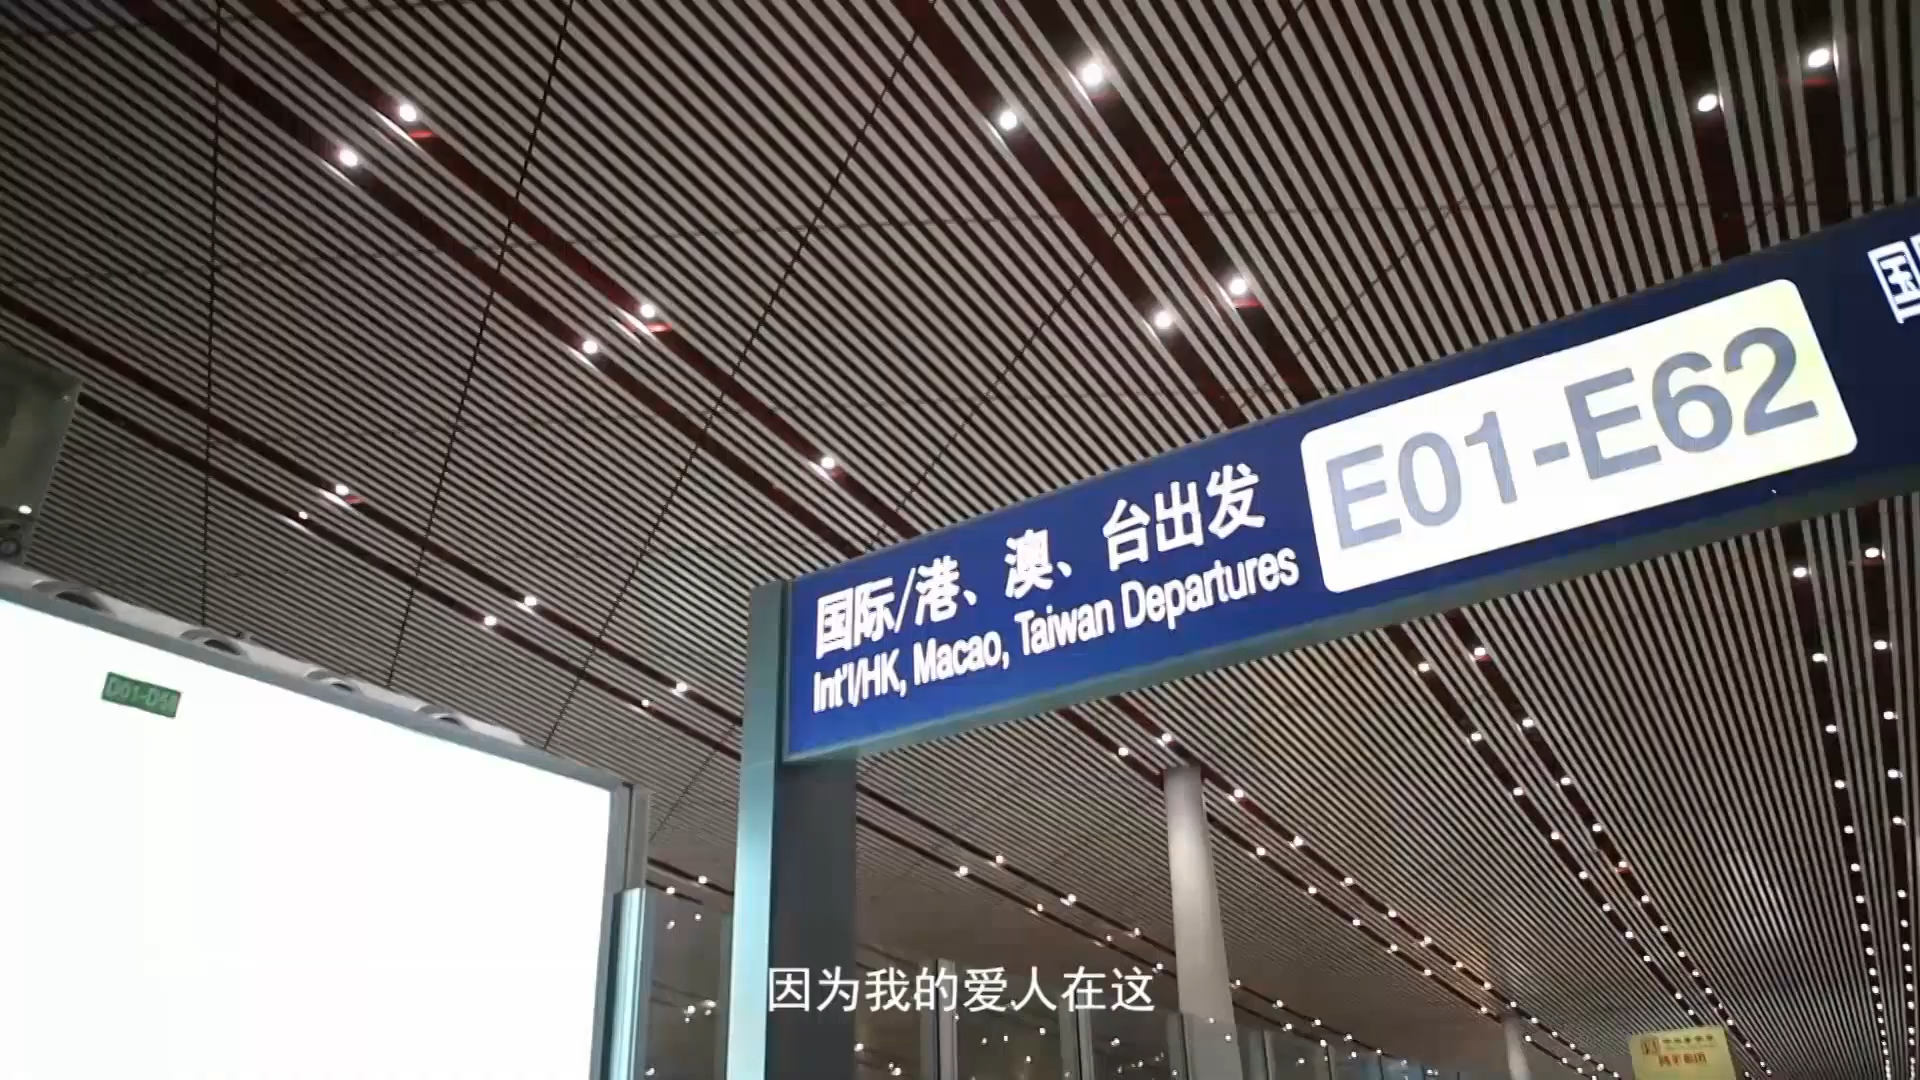 国际/港、澳、台出发
Int'l/HK, Macao, Taiwan Departures
E01-E62
因为我的爱人在这